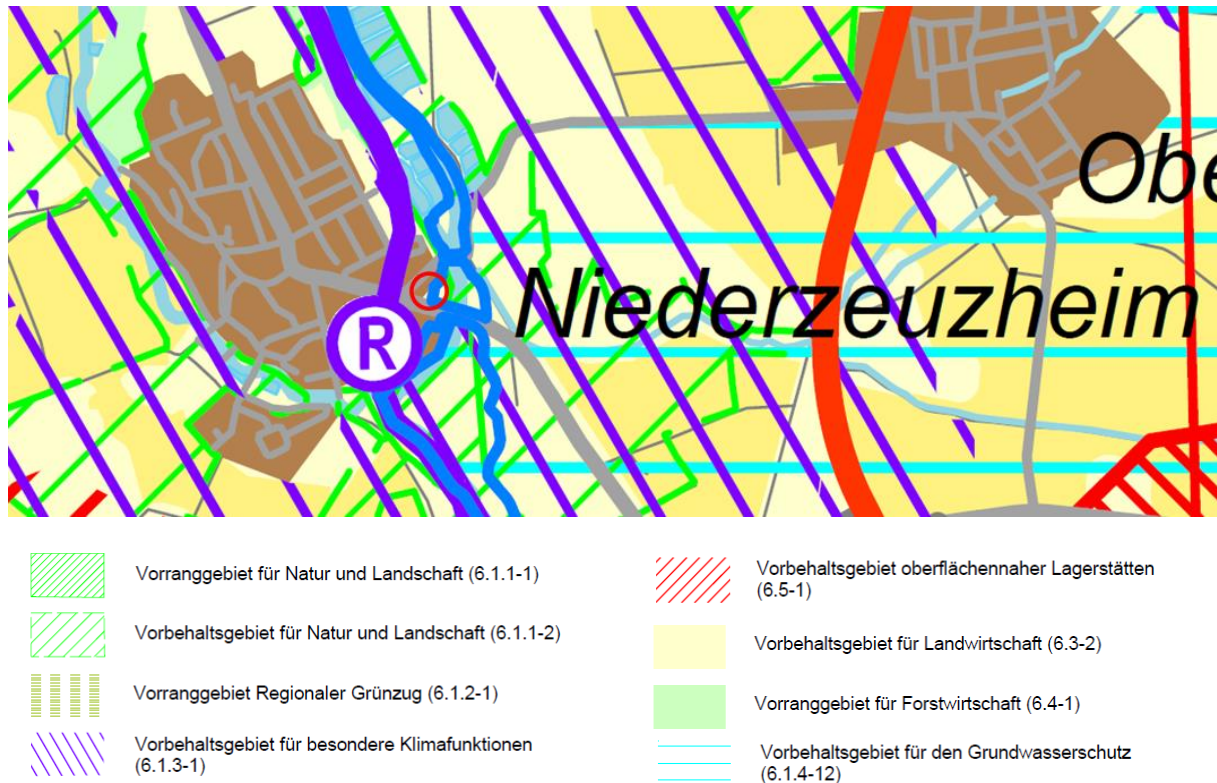 Obe
Niederzeuzheim
R
Vorranggebiet für Natur und Landschaft (6.1.1-1)
Vorbehaltsgebiet für Natur und Landschaft (6.1.1-2)
Vorranggebiet Regionaler Grünzug (6.1.2-1)
Vorbehaltsgebiet für besondere Klimafunktionen
(6.1.3-1)
Vorbehaltsgebiet oberflächennaher Lagerstätten
(6.5-1)
Vorbehaltsgebiet für Landwirtschaft (6.3-2)
Vorranggebiet für Forstwirtschaft (6.4-1)
Vorbehaltsgebiet für den Grundwasserschutz
(6.1.4-12)